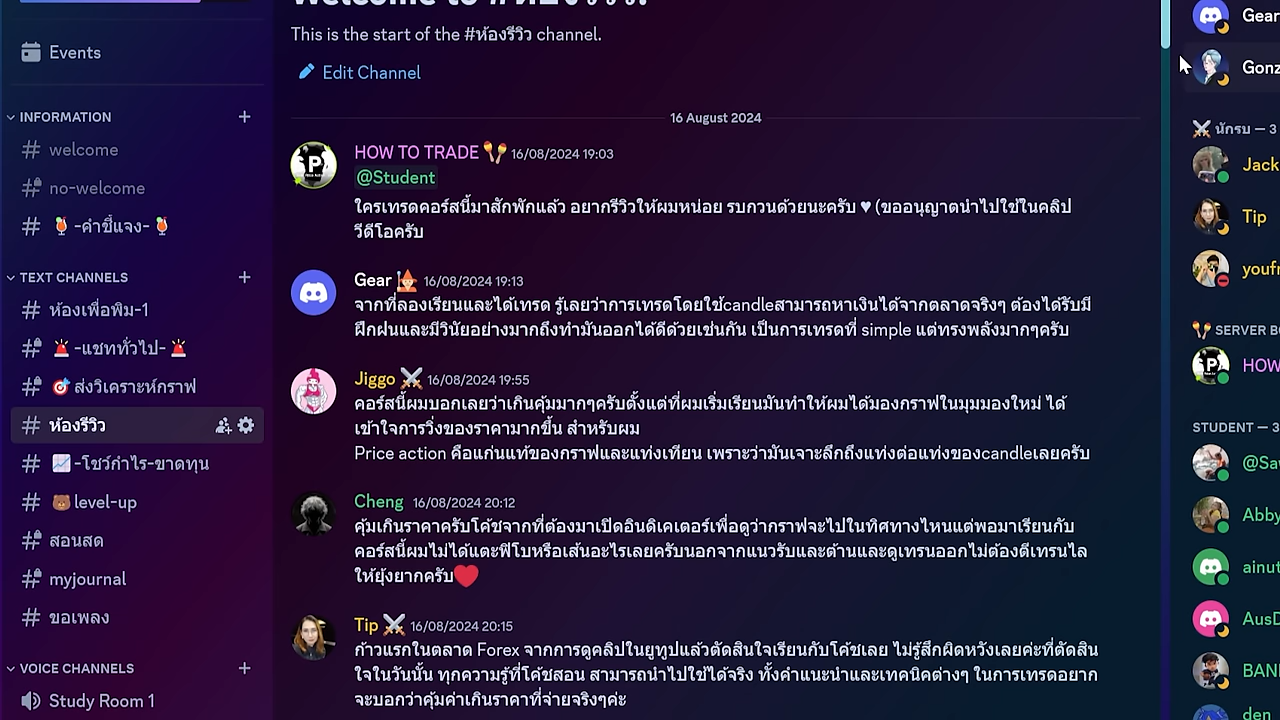 This is the start of the #ห้องรีวิว channel.
Edit Channel
16 August 2024
HOW TO TRADE 16/08/2024 19:03
@Student
ใครเทรดคอร์สนี้มาสักพักแล้ว อยากรีวิวให้ผมหน่อย รบกวนด้วยนะครับ ♥ (ขออนุญาตนำไปใช้ในคลิป
วีดีโอครับ
Gear 16/08/2024 19:13
จากที่ลองเรียนและได้เทรด รู้เลยว่าการเทรดโดยใช้candleสามารถหาเงินได้จากตลาดจริงๆ ต้องได้รับมี
ฝึกฝนและมีวินัยอย่างมากถึงทำมันออกได้ดีด้วยเช่นกัน เป็นการเทรดที่ simple แต่ทรงพลังมากๆครับ
Jiggo 16/08/2024 19:55
คอร์สนี้ผมบอกเลยว่าเกินคุ้มมากๆครับตั้งแต่ที่ผมเริ่มเรียนมันทำให้ผมได้มองกราฟในมุมมองใหม่ ได้
เข้าใจการวิ่งของราคามากขึ้น สำหรับผม
Price action คือแก่นแท้ของกราฟและแท่งเทียน เพราะว่ามันเจาะลึกถึงแท่งต่อแท่งของcandleเลยครับ
Cheng 16/08/2024 20:12
คุ้มเกินราคาครับโค้ชจากที่ต้องมาเปิดอินดิเคเตอร์เพื่อดูว่ากราฟจะไปในทิศทางไหนแต่พอมาเรียนกับ
คอร์สนี้ผมไม่ได้แตะฟิโบหรือเส้นอะไรเลยครับนอกจากแนวรับและต้านและดูเทรนออกไม่ต้องตีเทรนไล
ให้ยุ้งยากครับ❤
Tip 16/08/2024 20:15
ก้าวแรกในตลาด Forex จากการดูคลิปในยูทูปแล้วตัดสินใจเรียนกับโค้ชเลย ไม่รู้สึกผิดหวังเลยค่ะที่ตัดสิน
ใจในวันนั้น ทุกความรู้ที่โค้ชสอน สามารถนำไปใช้ได้จริง ทั้งคำแนะนำและเทคนิคต่างๆ ในการเทรดอยาก
จะบอกว่าคุ้มค่าเกินราคาที่จ่ายจริงๆค่ะ
Events
INFORMATION
welcome
no-welcome
-คำชี้แจง-
TEXT CHANNELS
ห้องเพื่อพิม-1
-แชททั่วไป-
ส่งวิเคราะห์กราฟ
ห้องรีวิว
-โชว์กำไร-ขาดทุน
level-up
สอนสด
myjournal
ขอเพลง
VOICE CHANNELS
Study Room 1
Gear
Gonz
นักรบ — 3
Jack
Tip
youfr
SERVER BO
HOW
STUDENT — 3
@Sav
Abby
ainut
AusD
BANK
den